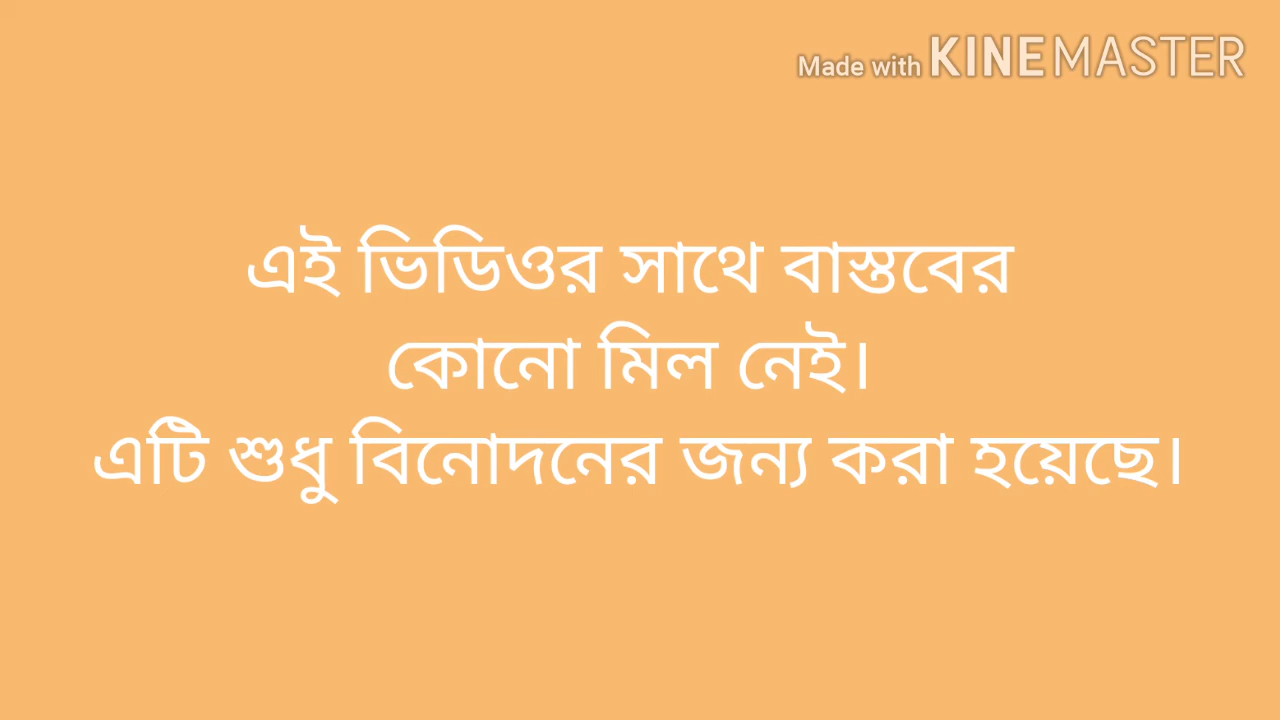 Made with KINEMASTER
এই ভিডিওর সাথে বাস্তবের
কোনো মিল নেই।
এটি শুধু বিনোদনের জন্য করা হয়েছে।